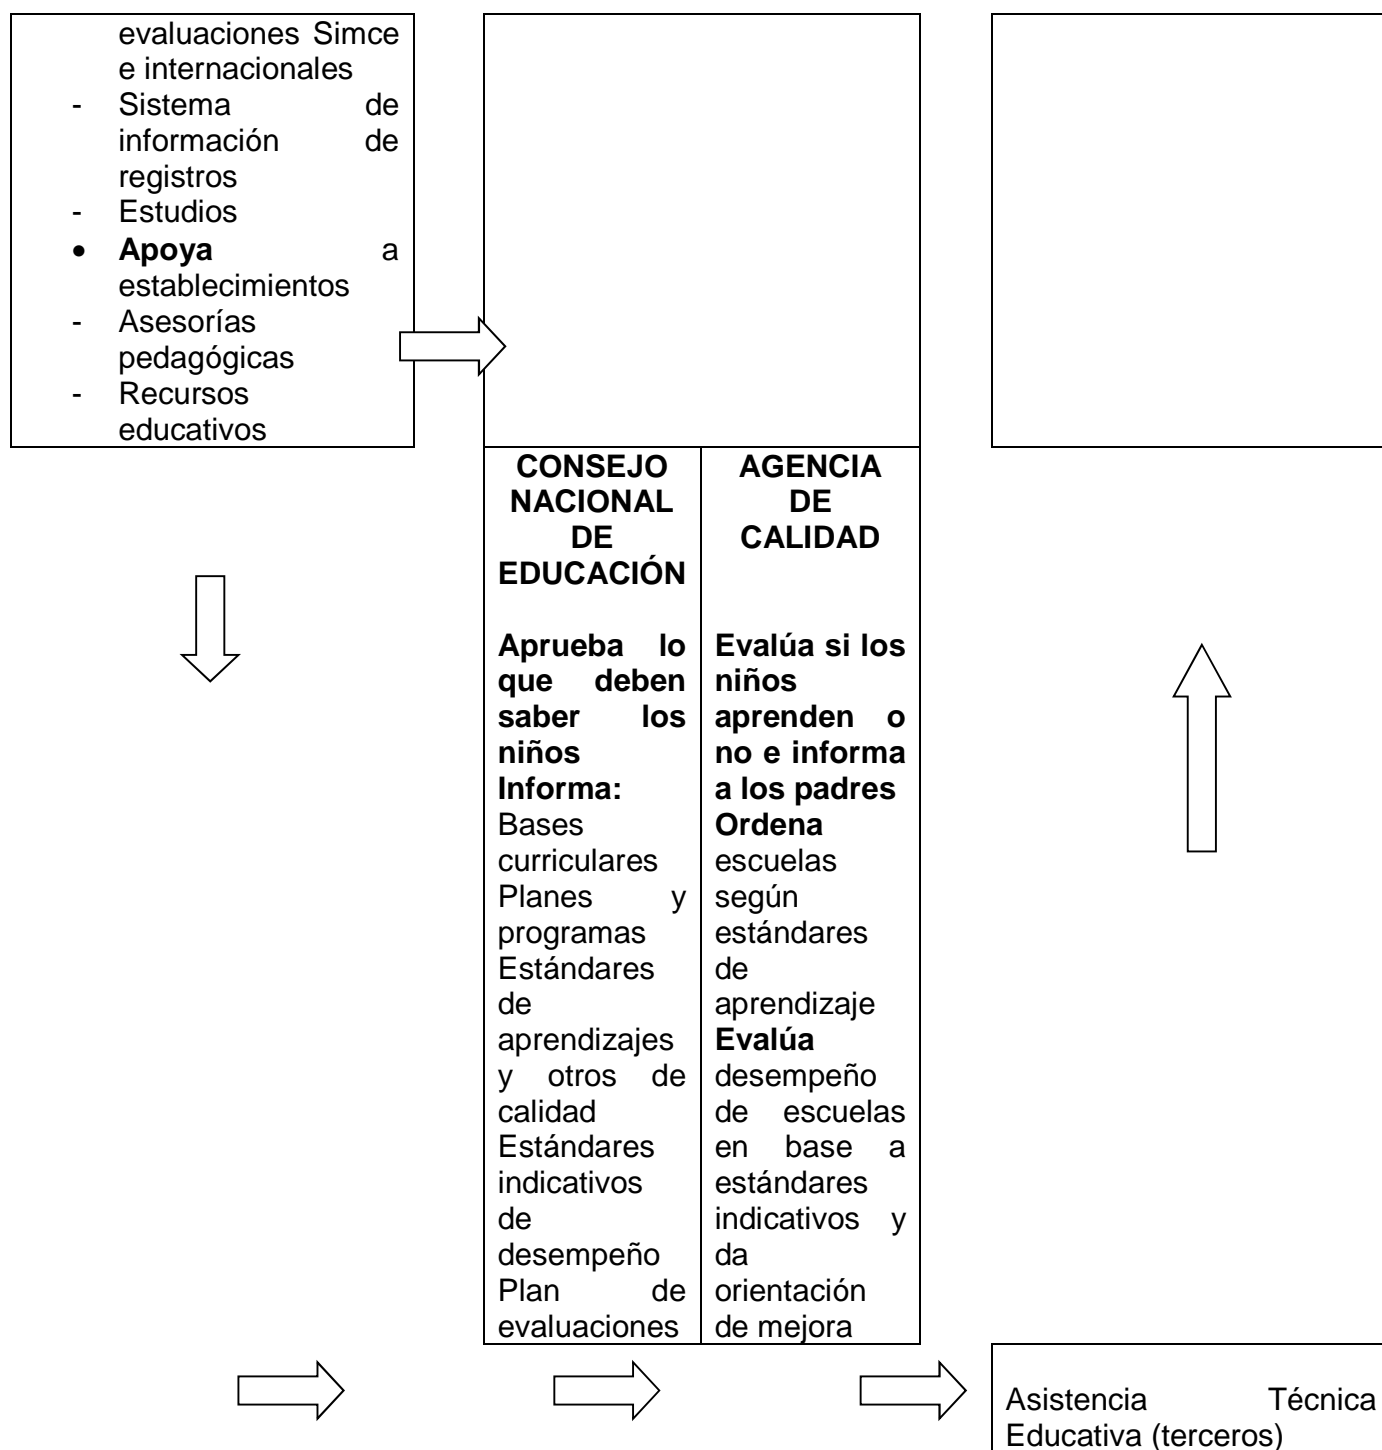 evaluaciones Simce
e internacionales
- Sistema de
información de
registros
- Estudios
• Apoya a
establecimientos
- Asesorías
pedagógicas
- Recursos
educativos
CONSEJO
NACIONAL
DE
EDUCACIÓN
Aprueba lo
que deben
saber los
niños
Informa:
Bases
curriculares
Planes y
programas
Estándares
de
aprendizajes
y otros de
calidad
Estándares
indicativos
de
desempeño
Plan de
evaluaciones
AGENCIA
DE
CALIDAD
Evalúa si los
niños
aprenden o
no e informa
a los padres
Ordena
escuelas
según
estándares
de
aprendizaje
Evalúa
desempeño
de escuelas
en base a
estándares
indicativos y
da
orientación
de mejora
Asistencia Técnica
Educativa (terceros)